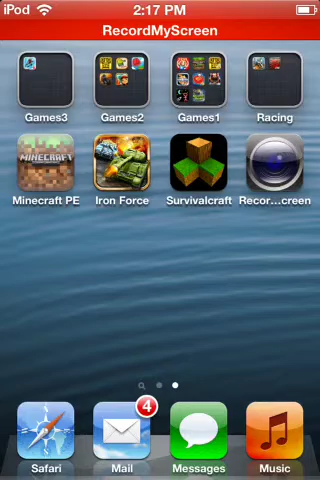 iPod 2:17 PM
RecordMyScreen
Games3 Games2 Games1 Racing
MINECRAFT
Minecraft PE Iron Force Survivalcraft Recor...creen
4
Safari Mail Messages Music